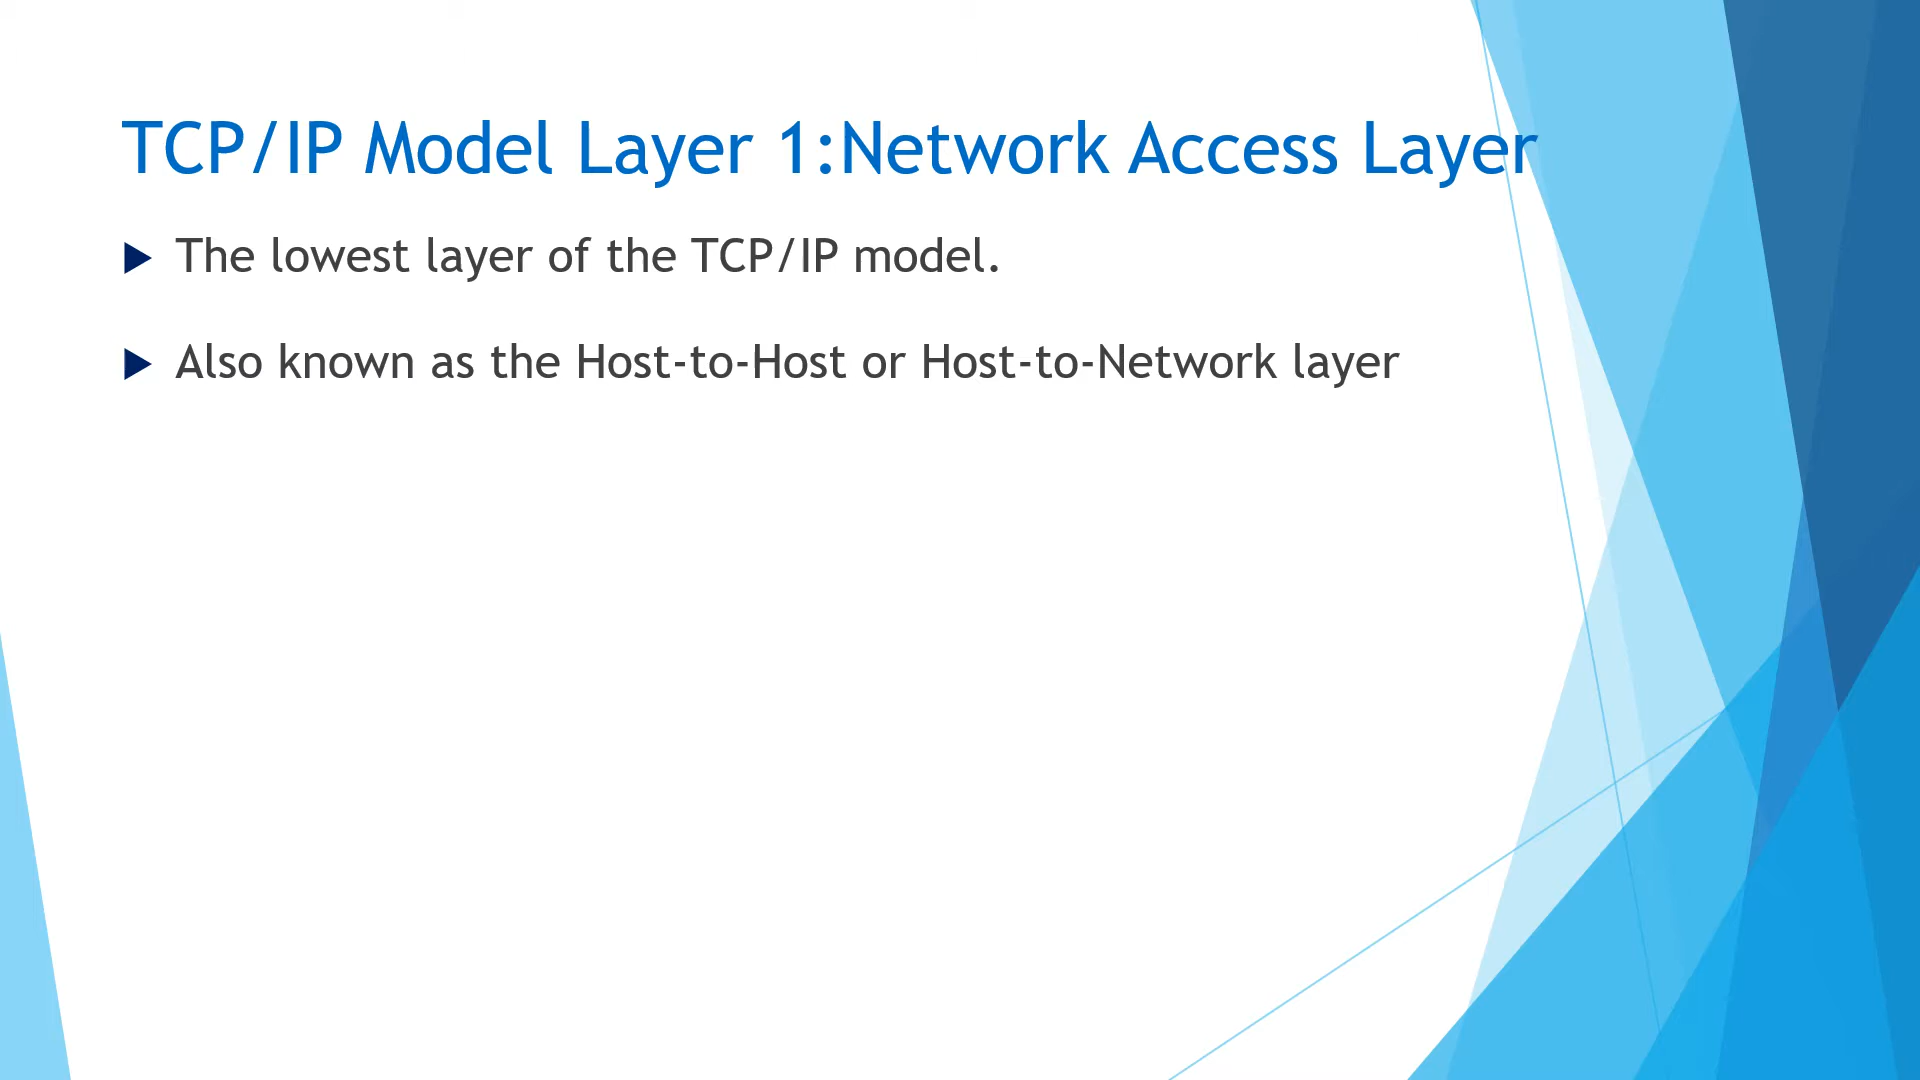 TCP/IP Model Layer 1:Network Access Layer
The lowest layer of the TCP/IP model.
Also known as the Host-to-Host or Host-to-Network layer